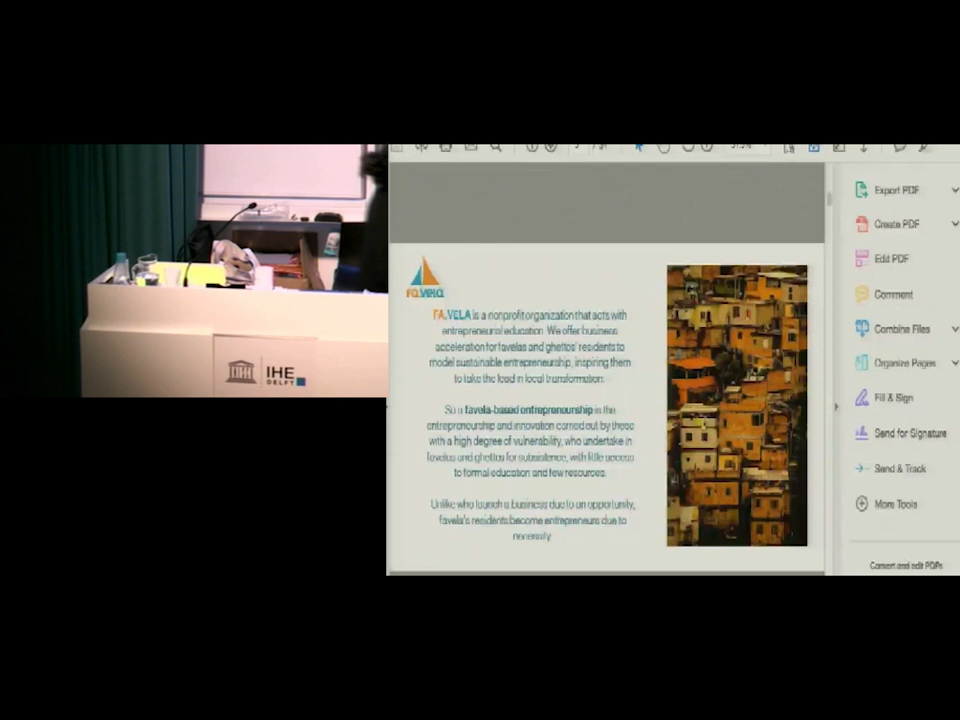 IHE
DELFT
FA.VELA
FA.VELA is a nonprofit organization that acts with
entrepreneurial education. We offer business
acceleration for favelas and ghettos' residents to
model sustainable entrepreneurship, inspiring them
to take the lead in local transformation.
So a favela-based entrepreneurship is the
entrepreneurship and innovation carried out by those
with a high degree of vulnerability, who undertake in
favelas and ghettos for subsistence, with little access
to formal education and few resources.
Unlike who launch a business due to an opportunity,
favela's residents become entrepreneurs due to
necessity.
Export PDF
Create PDF
Edit PDF
Comment
Combine Files
Organize Pages
Fill & Sign
Send for Signature
Send & Track
More Tools
Convert and edit PDFs